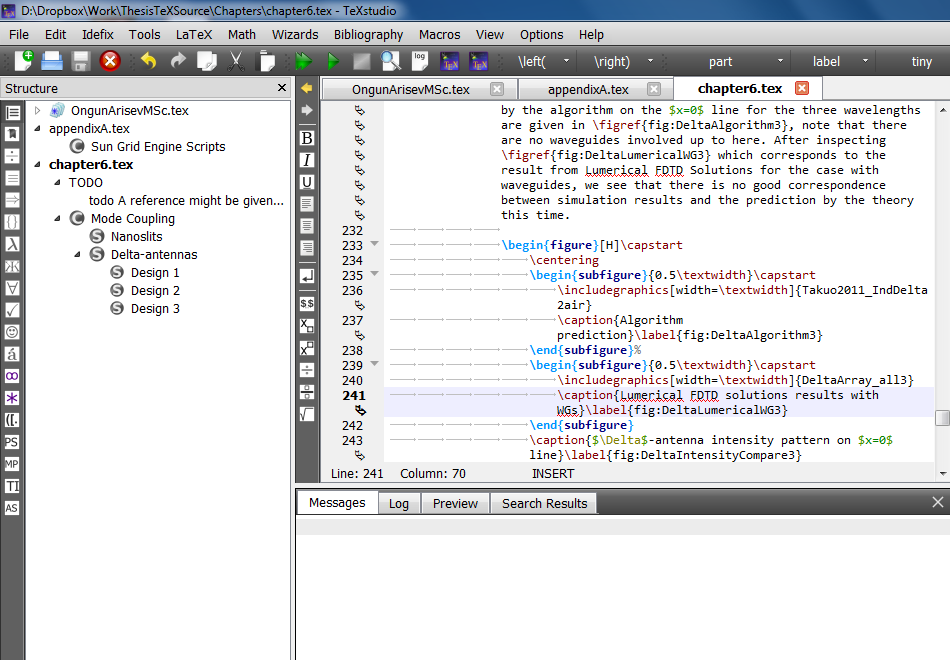 D:\Dropbox\Work\ThesisTeXSource\Chapters\chapter6.tex - TeXstudio
File Edit Idefix Tools LaTeX Math Wizards Bibliography Macros View Options Help
log TEX TEX \left( \right) part label tiny
Structure
OngunArisevMSc.tex appendixA.tex chapter6.tex
OngunArisevMSc.tex
appendixA.tex
Sun Grid Engine Scripts
chapter6.tex
TODO
todo A reference might be given...
Mode Coupling
Nanoslits
Delta-antennas
Design 1
Design 2
Design 3
PS
MP
TI
AS
B
I
U
$$
by the algorithm on the $x=0$ line for the three wavelengths
are given in \figref{fig:DeltaAlgorithm3}, note that there
are no waveguides involved up to here. After inspecting
\figref{fig:DeltaLumericalWG3} which corresponds to the
result from Lumerical FDTD Solutions for the case with
waveguides, we see that there is no good correspondence
between simulation results and the prediction by the theory
this time.
232
233 \begin{figure}[H]\capstart
234 \centering
235 \begin{subfigure}{0.5\textwidth}\capstart
236 \includegraphics[width=\textwidth]{Takuo2011_IndDelta
2air}
237 \caption{Algorithm
prediction}\label{fig:DeltaAlgorithm3}
238 \end{subfigure}%
239 \begin{subfigure}{0.5\textwidth}\capstart
240 \includegraphics[width=\textwidth]{DeltaArray_all3}
241 \caption{Lumerical FDTD solutions results with
WGs}\label{fig:DeltaLumericalWG3}
242 \end{subfigure}
243 \caption{$\Delta$-antenna intensity pattern on $x=0$
line}\label{fig:DeltaIntensityCompare3}
Line: 241 Column: 70 INSERT
Messages Log Preview Search Results